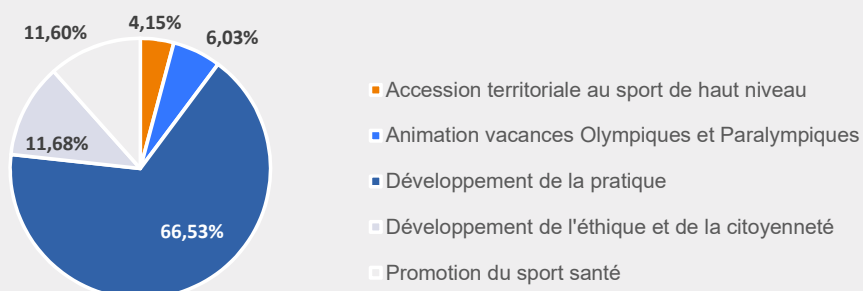 4,15%
11,60%
6,03%
11,68%
66,53%
Accession territoriale au sport de haut niveau
Animation vacances Olympiques et Paralympiques
Développement de la pratique
Développement de l'éthique et de la citoyenneté
Promotion du sport santé